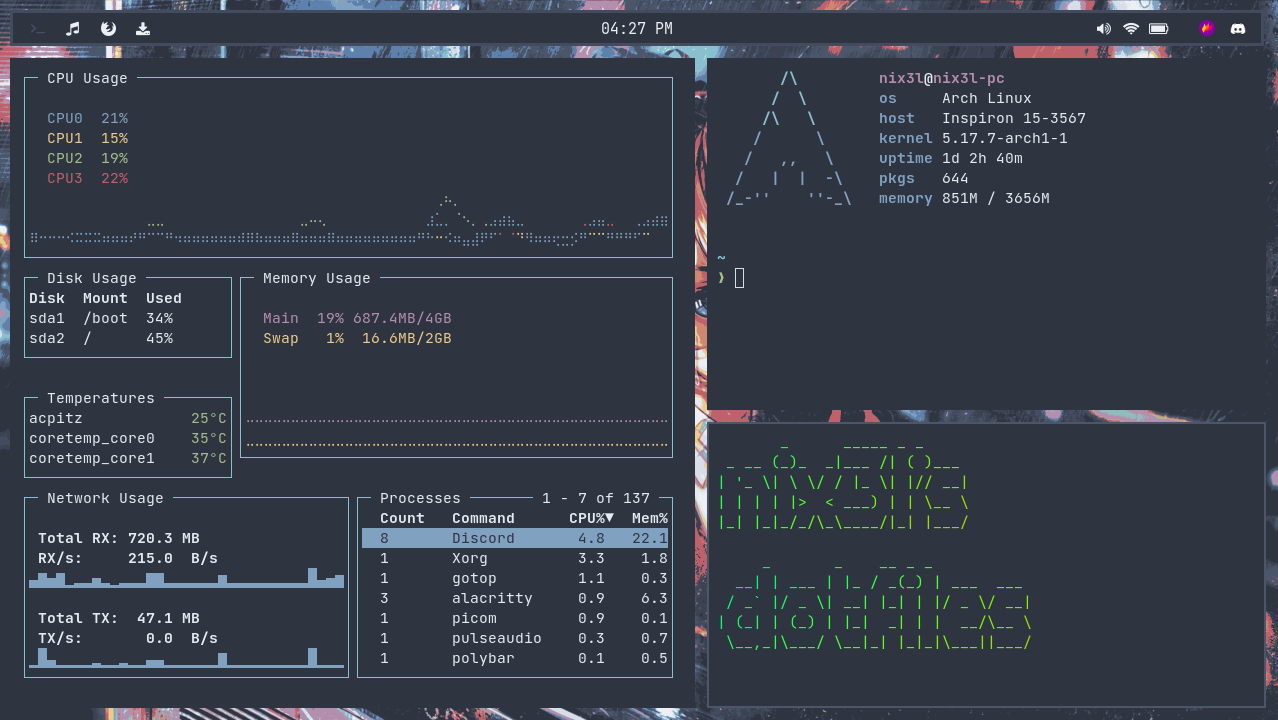 04:27 PM
CPU Usage
CPU0 21%
CPU1 15%
CPU2 19%
CPU3 22%
Disk Usage
Disk Mount Used
sda1 /boot 34%
sda2 / 45%
Memory Usage
Main 19% 687.4MB/4GB
Swap 1% 16.6MB/2GB
Temperatures
acpitz 25°C
coretemp_core0 35°C
coretemp_core1 37°C
Network Usage
Total RX: 720.3 MB
RX/s: 215.0 B/s
Total TX: 47.1 MB
TX/s: 0.0 B/s
Processes 1 - 7 of 137
Count Command CPU%▼ Mem%
8 Discord 4.8 22.1
1 Xorg 3.3 1.8
1 gotop 1.1 0.3
3 alacritty 0.9 6.3
1 picom 0.9 0.1
1 pulseaudio 0.3 0.7
1 polybar 0.1 0.5
nix3l@nix3l-pc
os Arch Linux
host Inspiron 15-3567
kernel 5.17.7-arch1-1
uptime 1d 2h 40m
pkgs 644
memory 851M / 3656M
~
❯
nix3l's
dotfiles